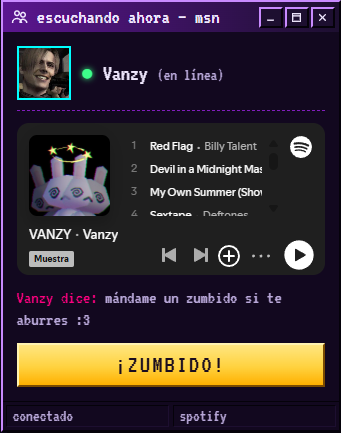 escuchando ahora — msn
Vanzy (en línea)
1 Red Flag · Billy Talent
2 Devil in a Midnight Mas
3 My Own Summer (Shov
4 Sextape · Deftones
VANZY · Vanzy
Muestra
Vanzy dice: mándame un zumbido si te
aburres :3
¡ZUMBIDO!
conectado
spotify